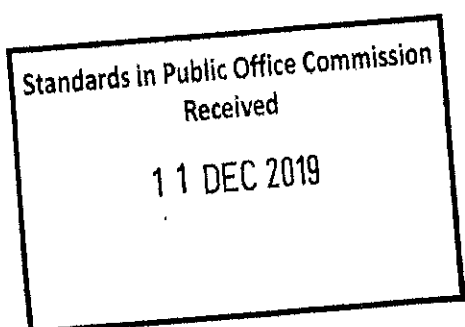 Standards in Public Office Commission
Received
11 DEC 2019